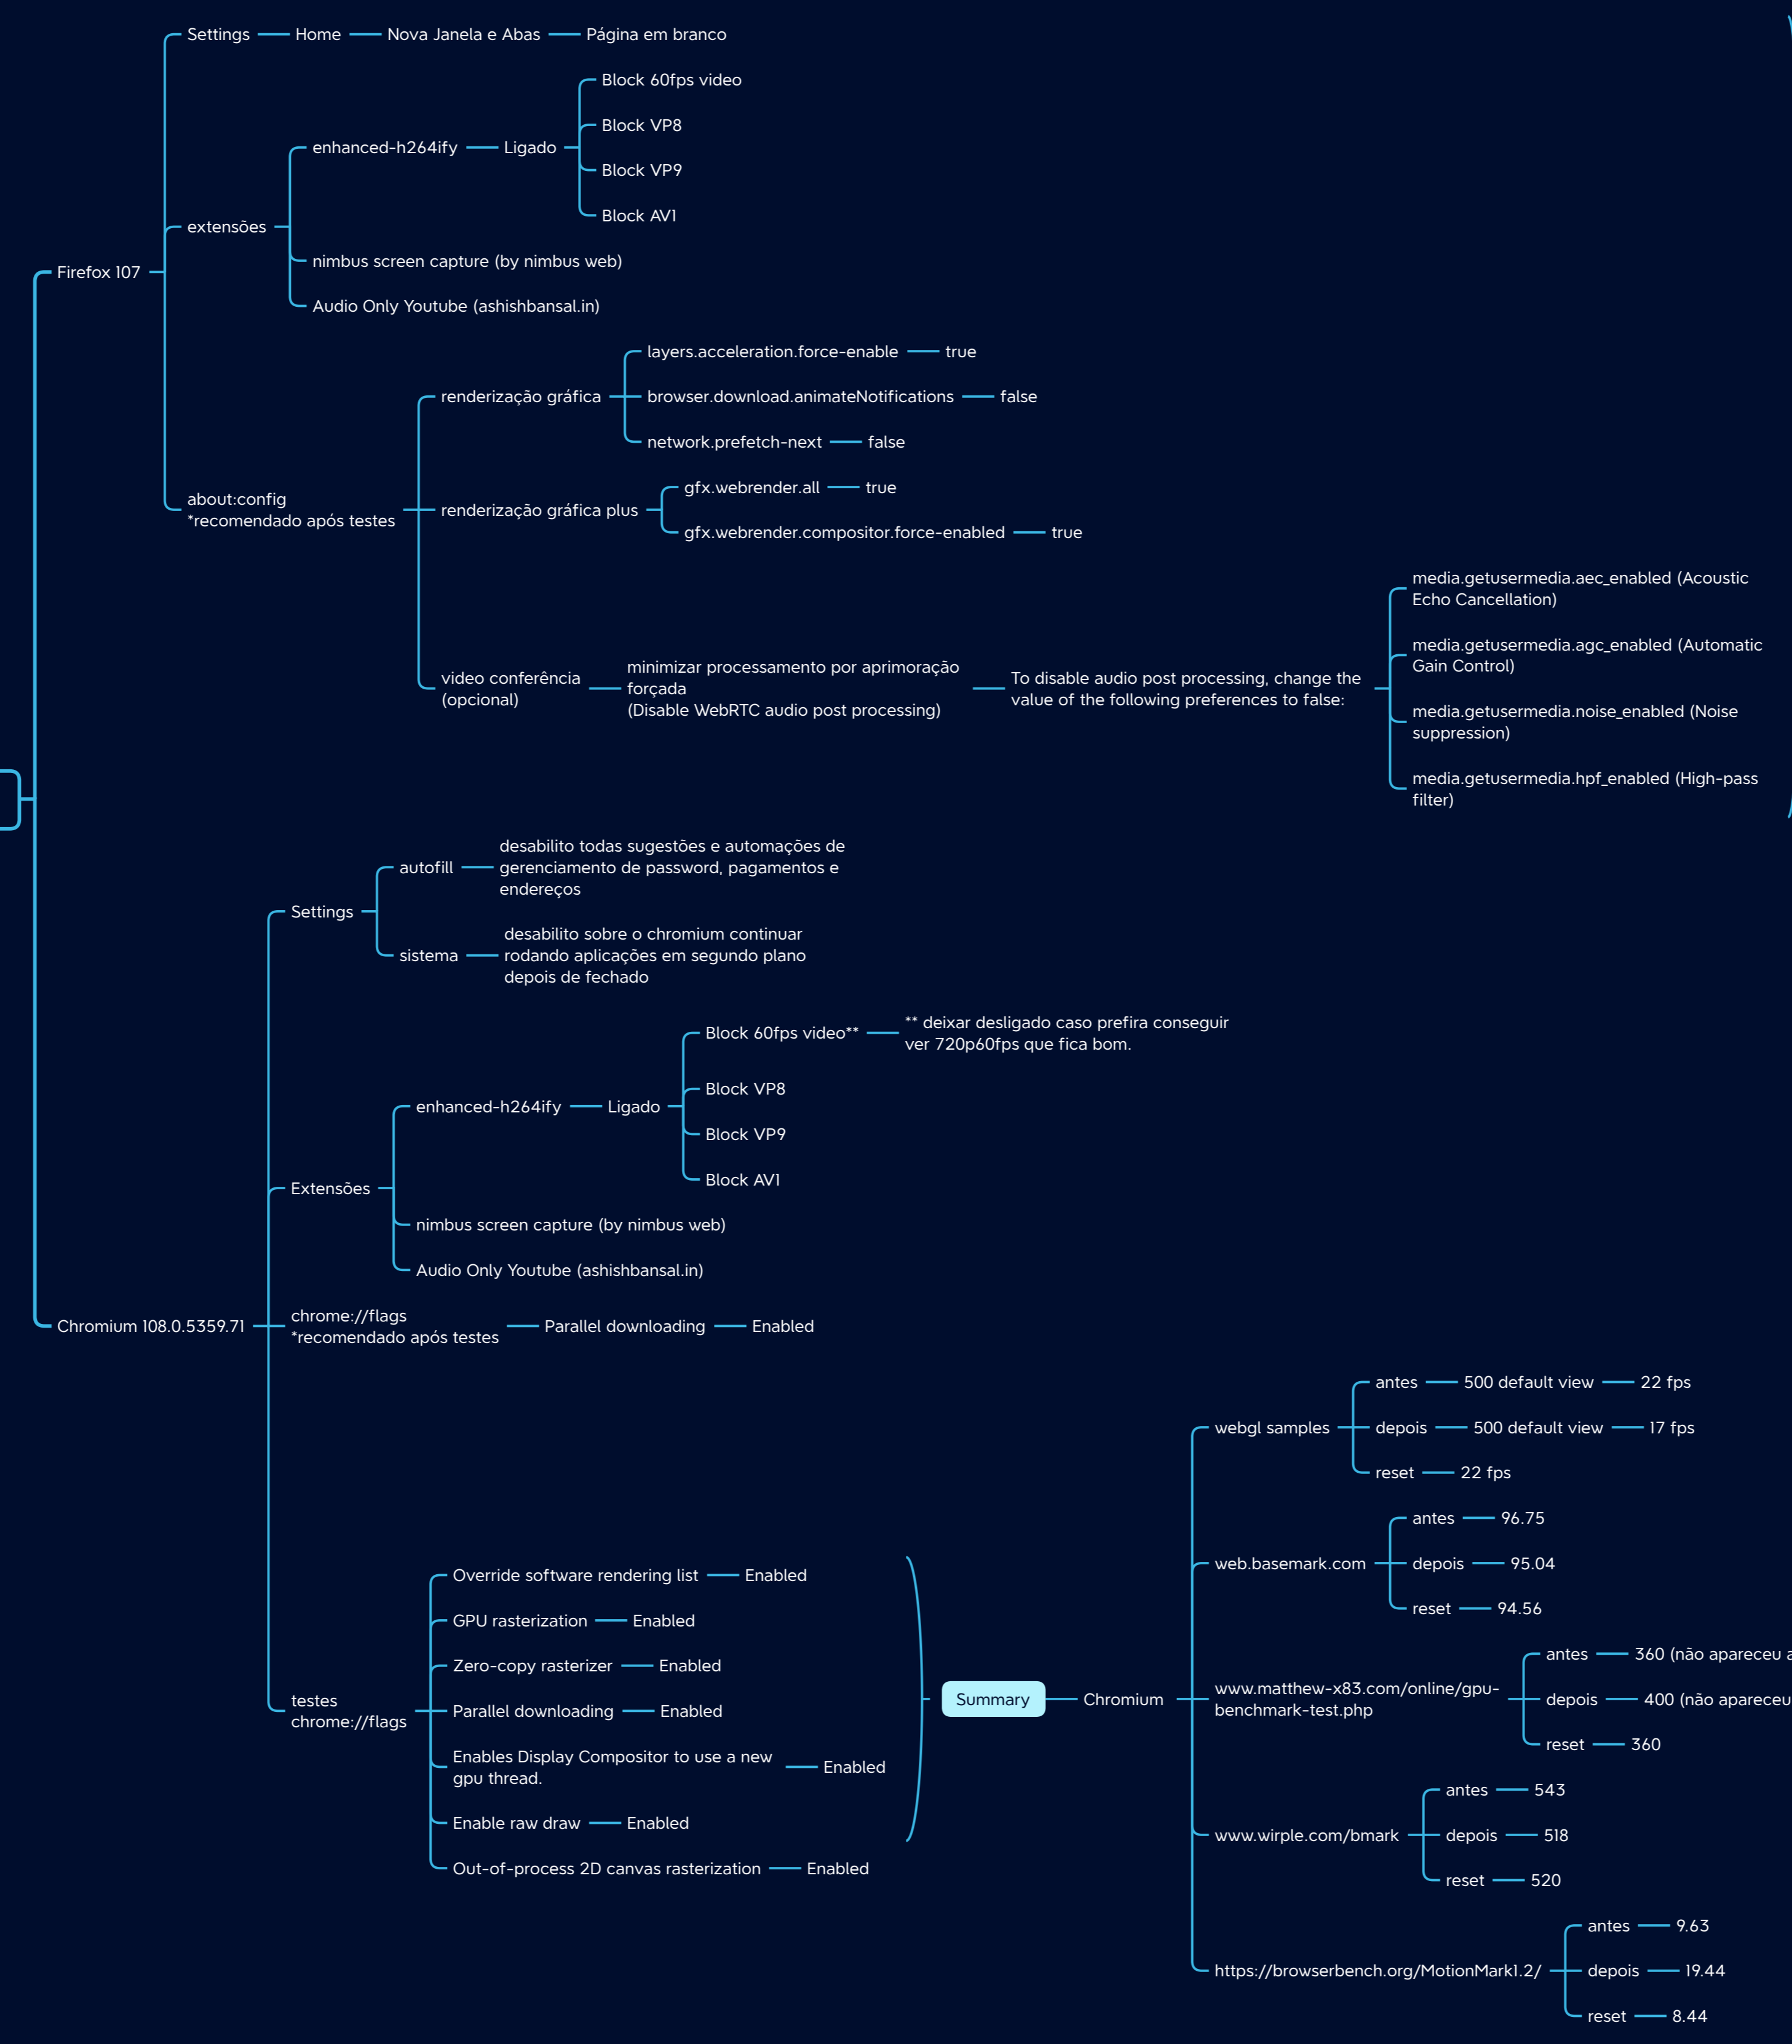 Settings
Home
Nova Janela e Abas
Página em branco
Block 60fps video
Block VP8
enhanced-h264ify
Ligado
Block VP9
Block AV1
extensões
nimbus screen capture (by nimbus web)
Firefox 107
Audio Only Youtube (ashishbansal.in)
layers.acceleration.force-enable
true
renderização gráfica
browser.download.animateNotifications
false
network.prefetch-next
false
about:config
*recomendado após testes
renderização gráfica plus
gfx.webrender.all
true
gfx.webrender.compositor.force-enabled
true
video conferência
(opcional)
minimizar processamento por aprimoração
forçada
(Disable WebRTC audio post processing)
To disable audio post processing, change the
value of the following preferences to false:
media.getusermedia.aec_enabled (Acoustic
Echo Cancellation)
media.getusermedia.agc_enabled (Automatic
Gain Control)
media.getusermedia.noise_enabled (Noise
suppression)
media.getusermedia.hpf_enabled (High-pass
filter)
Settings
autofill
desabilito todas sugestões e automações de
gerenciamento de password, pagamentos e
endereços
sistema
desabilito sobre o chromium continuar
rodando aplicações em segundo plano
depois de fechado
Block 60fps video**
** deixar desligado caso prefira conseguir
ver 720p60fps que fica bom.
enhanced-h264ify
Ligado
Block VP8
Block VP9
Block AV1
Extensões
nimbus screen capture (by nimbus web)
Audio Only Youtube (ashishbansal.in)
Chromium 108.0.5359.71
chrome://flags
*recomendado após testes
Parallel downloading
Enabled
testes
chrome://flags
Override software rendering list
Enabled
GPU rasterization
Enabled
Zero-copy rasterizer
Enabled
Parallel downloading
Enabled
Enables Display Compositor to use a new
gpu thread.
Enabled
Enable raw draw
Enabled
Out-of-process 2D canvas rasterization
Enabled
Summary
Chromium
webgl samples
antes
500 default view
22 fps
depois
500 default view
17 fps
reset
22 fps
web.basemark.com
antes
96.75
depois
95.04
reset
94.56
www.matthew-x83.com/online/gpu-
benchmark-test.php
antes
360 (não apareceu a
depois
400 (não apareceu
reset
360
www.wirple.com/bmark
antes
543
depois
518
reset
520
https://browserbench.org/MotionMark1.2/
antes
9.63
depois
19.44
reset
8.44